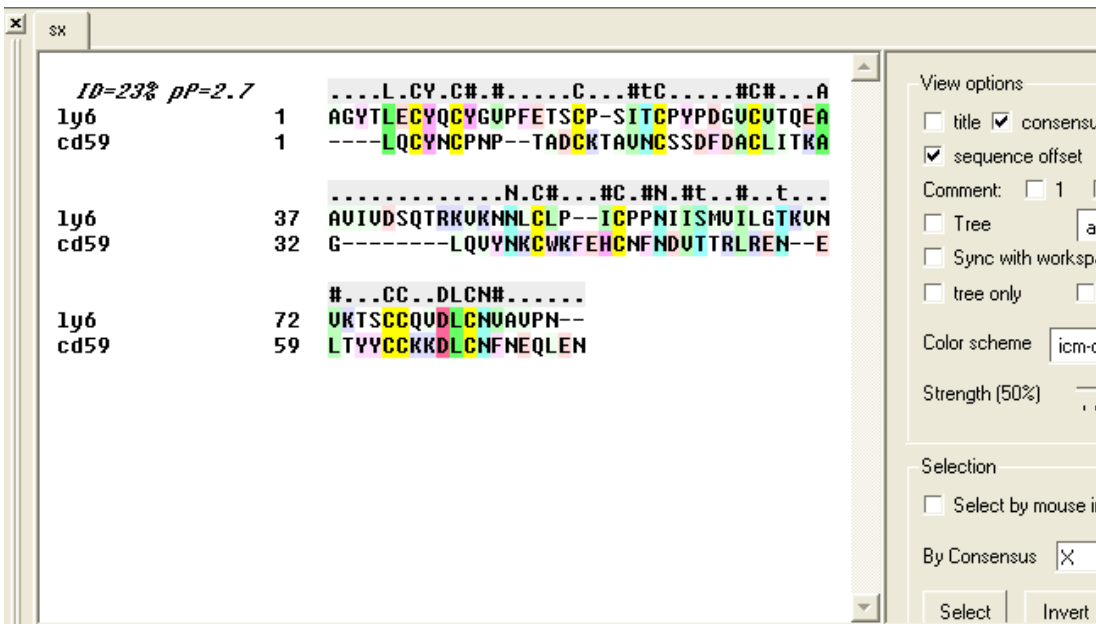 sx
ID=23% pP=2.7 ....L.CY.C#.#.....C...#tC.....#C#...A
ly6 1 AGYTLECYQCYGVPFETSCP-SITCPYPDGVCVTQEA
cd59 1 ----LQCYNCPNP--TADCKTAVNCSSDFDACLITKA
.............N.C#...#C.#N.#t..#..t...
ly6 37 AVIVDSQTRKVKNNLCLP--ICPPNIISMVILGTKVN
cd59 32 G--------LQVYNKCWKFEHCNFNDVTTRLREN--E
#...CC..DLCN#......
ly6 72 VKTSCCQVDLCNVAVPN--
cd59 59 LTYYCCKKDLCNFNEQLEN
View options
title consensu
sequence offset
Comment: 1
Tree a
Sync with workspa
tree only
Color scheme icm-c
Strength (50%)
Selection
Select by mouse i
By Consensus X
Select Invert